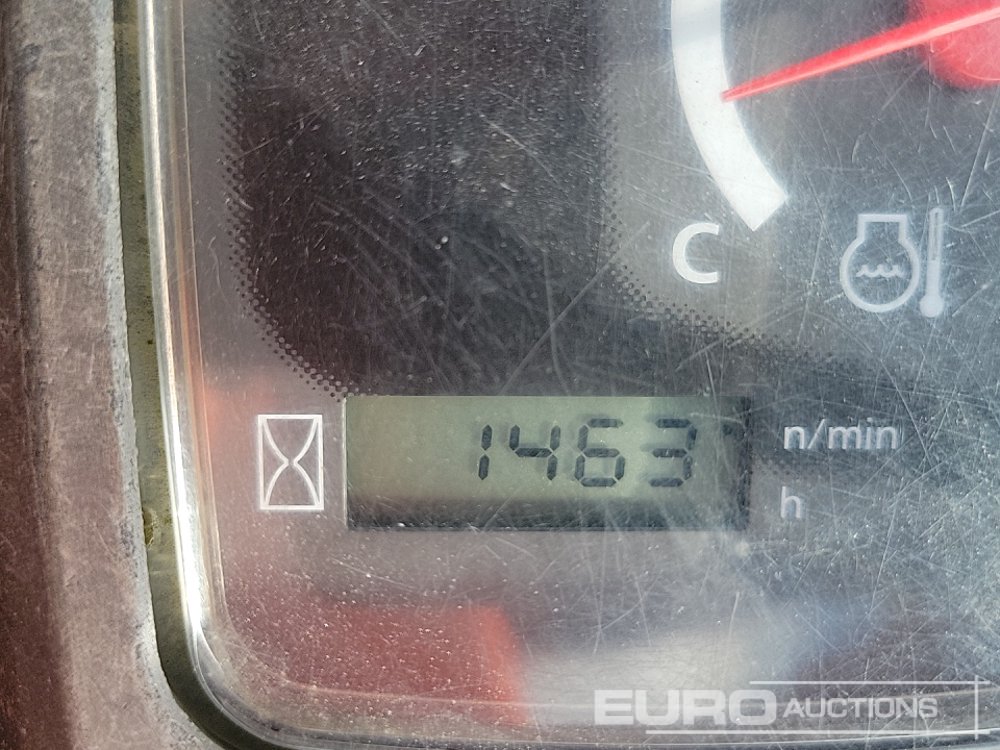 C
1463
n/min
h
EURO AUCTIONS